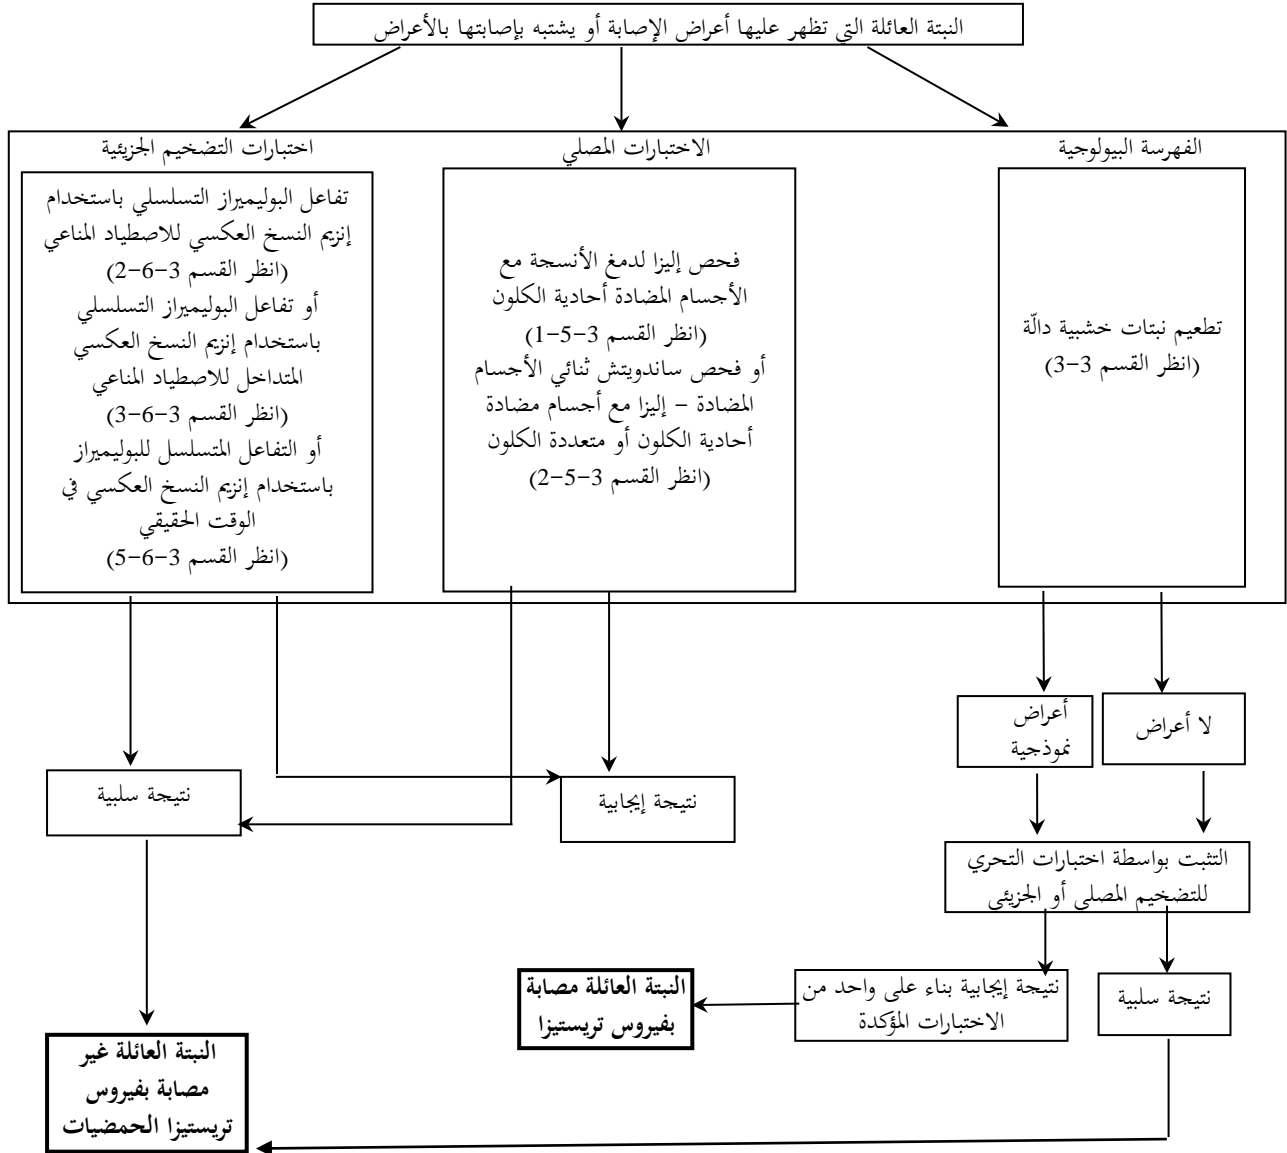 النبتة العائلة التي تظهر عليها أعراض الإصابة أو يشتبه بإصابتها بالأعراض
الفهرسة البيولوجية
تطعيم نبتات خشبية دالّة
(انظر القسم 3-3)
الاختبارات المصلي
فحص إليزا لدمغ الأنسجة مع
الأجسام المضادة أحادية الكلون
(انظر القسم 3-5-1)
أو فحص ساندويتش ثنائي الأجسام
المضادة - إليزا مع أجسام مضادة
أحادية الكلون أو متعددة الكلون
(انظر القسم 3-5-2)
اختبارات التضخيم الجزيئية
تفاعل البوليميراز التسلسلي باستخدام
إنزيم النسخ العكسي للاصطياد المناعي
(انظر القسم 3-6-2)
أو تفاعل البوليميراز التسلسلي
باستخدام إنزيم النسخ العكسي
المتداخل للاصطياد المناعي
(انظر القسم 3-6-3)
أو التفاعل المتسلسل للبوليميراز
باستخدام إنزيم النسخ العكسي في
الوقت الحقيقي
(انظر القسم 3-6-5)
لا أعراض
أعراض
نموذجية
نتيجة إيجابية
نتيجة سلبية
التثبت بواسطة اختبارات التحري
للتضخيم المصلي أو الجزيئي
نتيجة سلبية
نتيجة إيجابية بناء على واحد من
الاختبارات المؤكدة
النبتة العائلة مصابة
بفيروس تريستيزا
النبتة العائلة غير
مصابة بفيروس
تريستيزا الحمضيات